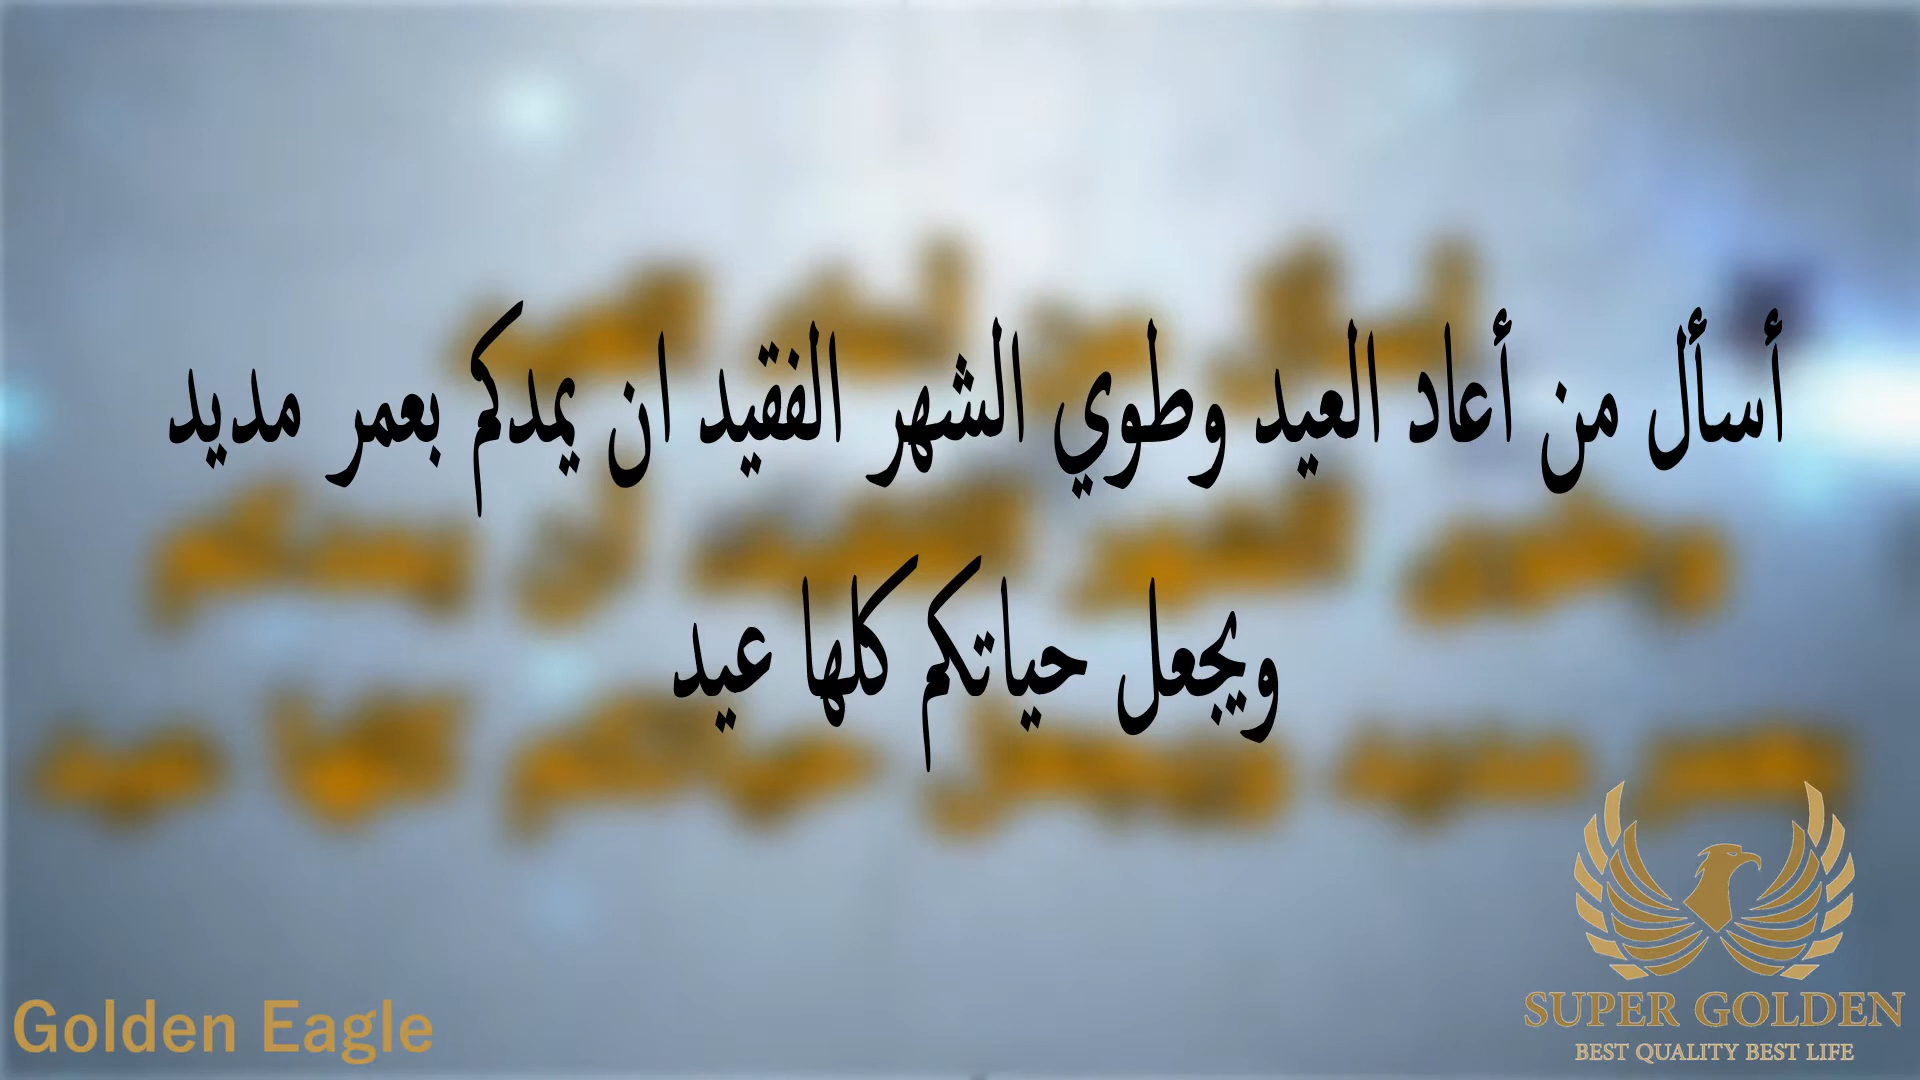 أسأل من أعاد العيد وطوي الشهر الفقيد ان يمدكم بعمر مديد
ويجعل حياتكم كلها عيد
Golden Eagle
SUPER GOLDEN
BEST QUALITY BEST LIFE